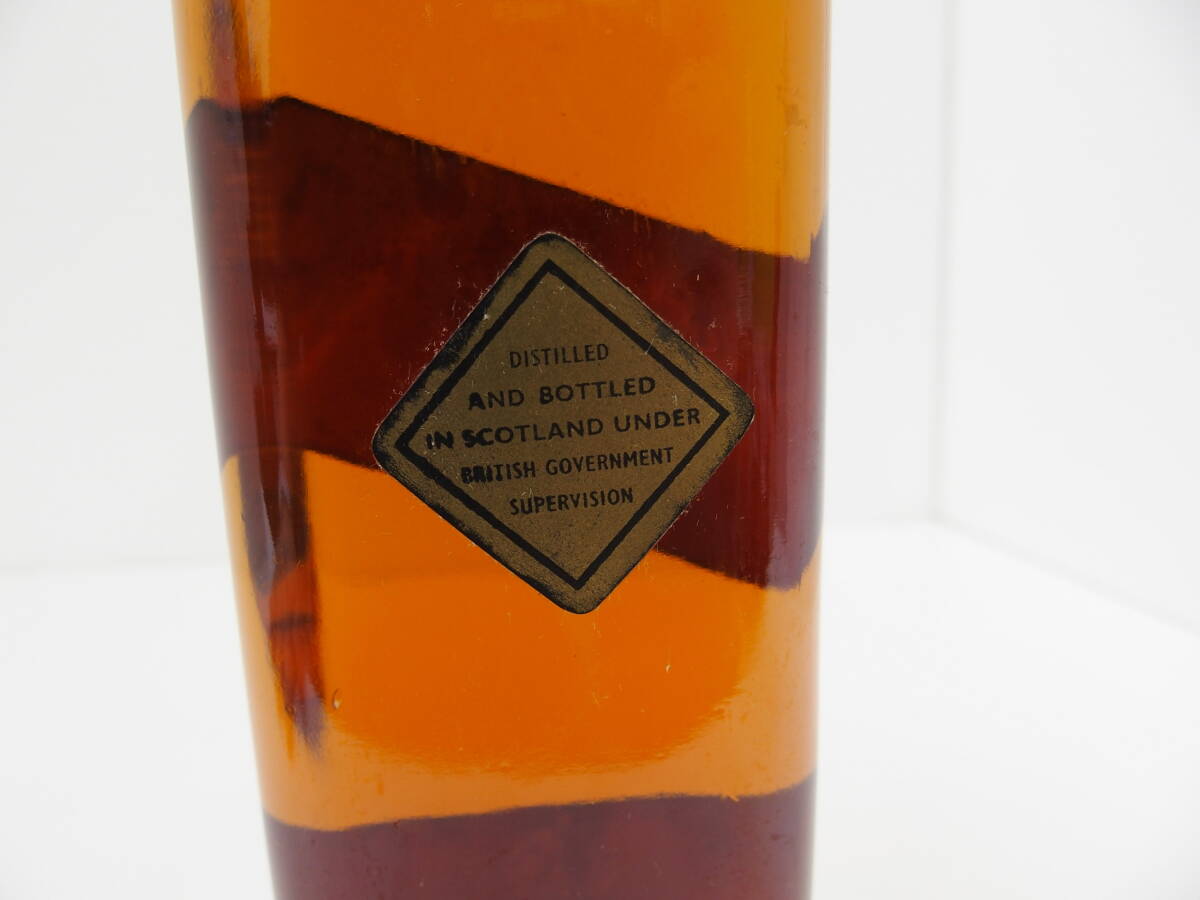 DISTILLED
AND BOTTLED
IN SCOTLAND UNDER
BRITISH GOVERNMENT
SUPERVISION